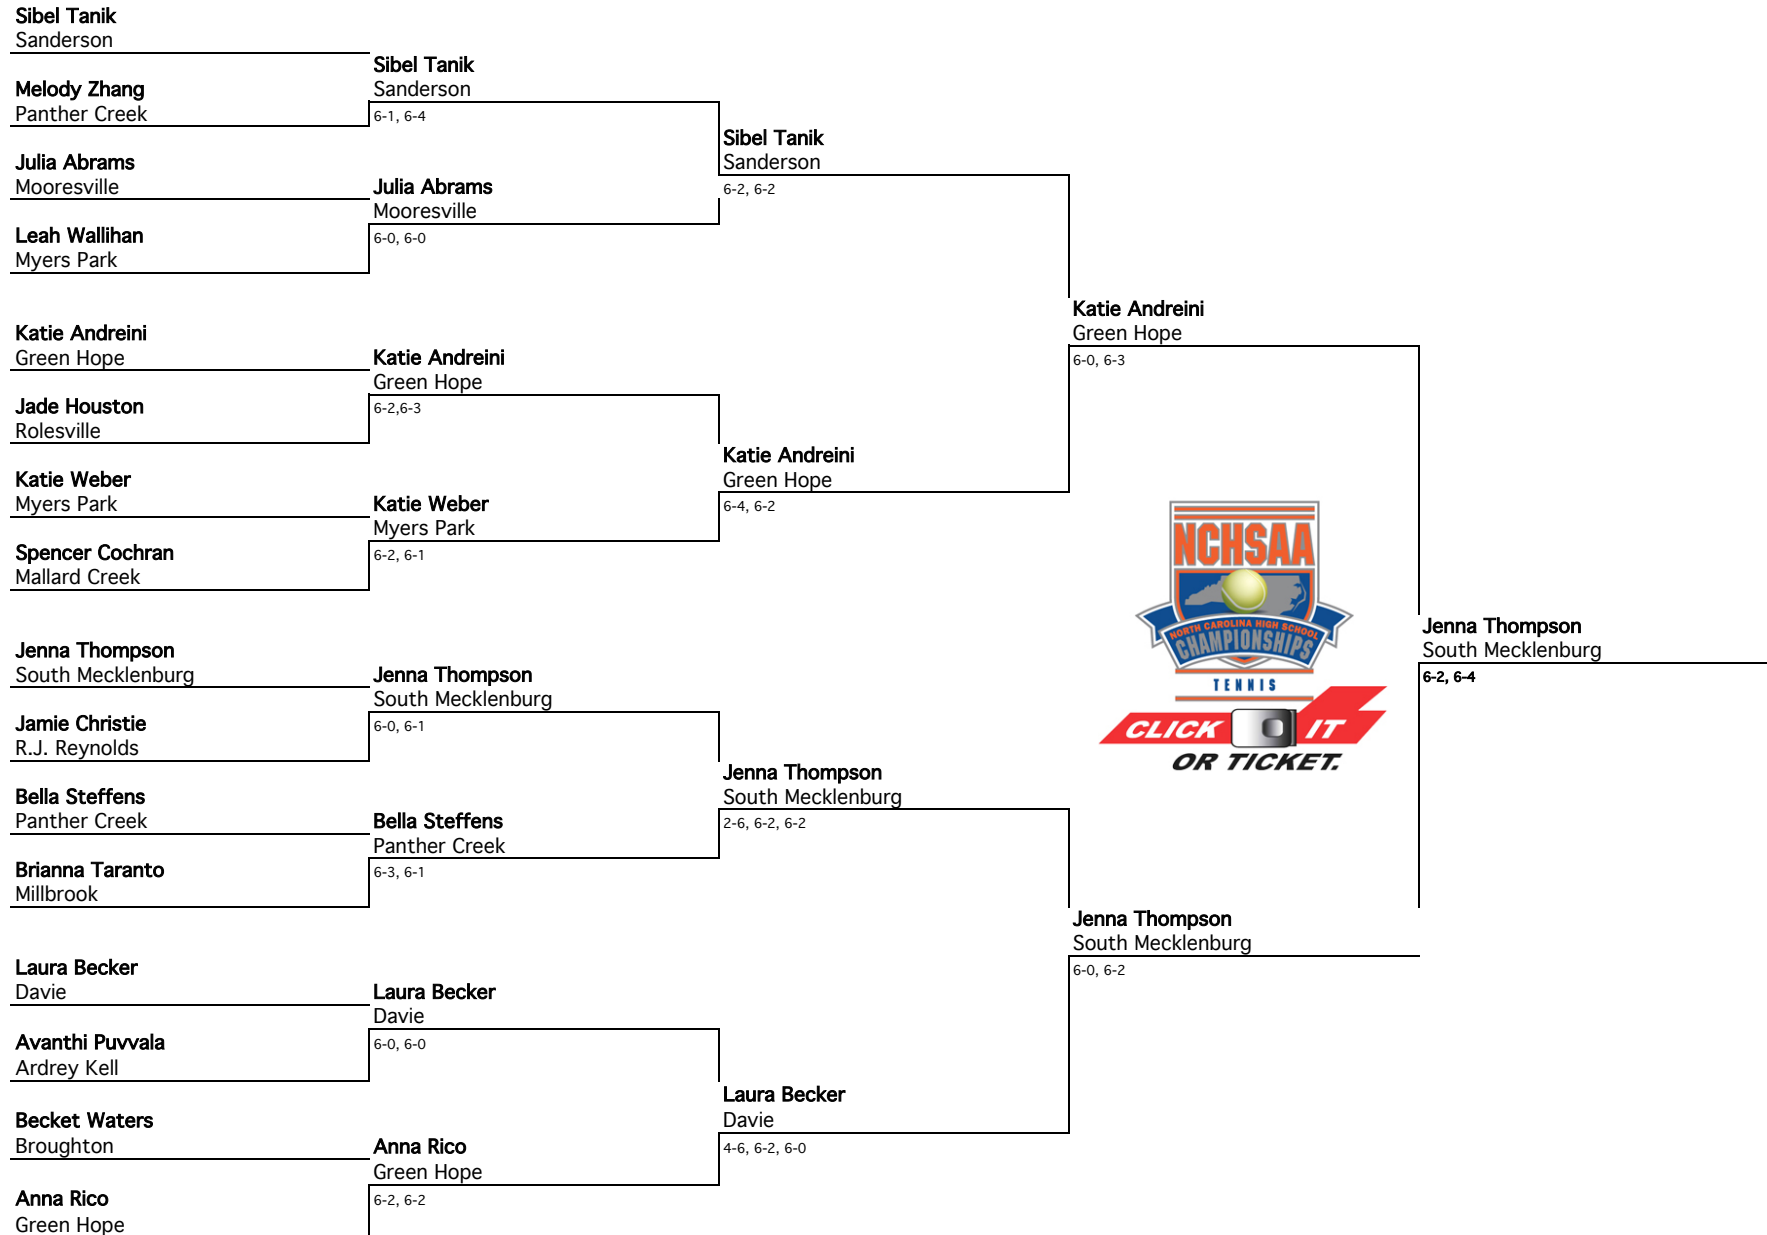 Sibel Tanik
Sanderson
Melody Zhang
Panther Creek
Julia Abrams
Mooresville
Leah Wallihan
Myers Park
Katie Andreini
Green Hope
Jade Houston
Rolesville
Katie Weber
Myers Park
Spencer Cochran
Mallard Creek
Jenna Thompson
South Mecklenburg
Jamie Christie
R.J. Reynolds
Bella Steffens
Panther Creek
Brianna Taranto
Millbrook
Laura Becker
Davie
Avanthi Puvvala
Ardrey Kell
Becket Waters
Broughton
Anna Rico
Green Hope
Sibel Tanik
Sanderson
6-1, 6-4
Julia Abrams
Mooresville
6-0, 6-0
Katie Andreini
Green Hope
6-2,6-3
Katie Weber
Myers Park
6-2, 6-1
Jenna Thompson
South Mecklenburg
6-0, 6-1
Bella Steffens
Panther Creek
6-3, 6-1
Laura Becker
Davie
6-0, 6-0
Anna Rico
Green Hope
6-2, 6-2
Sibel Tanik
Sanderson
6-2, 6-2
Katie Andreini
Green Hope
6-4, 6-2
Jenna Thompson
South Mecklenburg
2-6, 6-2, 6-2
Laura Becker
Davie
4-6, 6-2, 6-0
Katie Andreini
Green Hope
6-0, 6-3
Jenna Thompson
South Mecklenburg
6-0, 6-2
NCHSAA
NORTH CAROLINA HIGH SCHOOL
CHAMPIONSHIPS
TENNIS
CLICK IT
OR TICKET.
Jenna Thompson
South Mecklenburg
6-2, 6-4